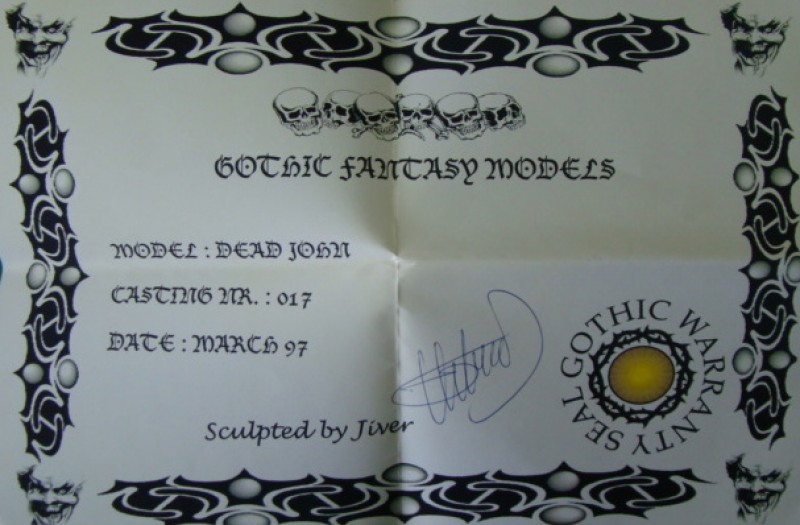 GOTHIC FANTASY MODELS
MODEL : DEAD JOHN
CASTING NR. : 017
DATE : MARCH 97
Sculpted by Jiver
GOTHIC WARRANTY SEAL